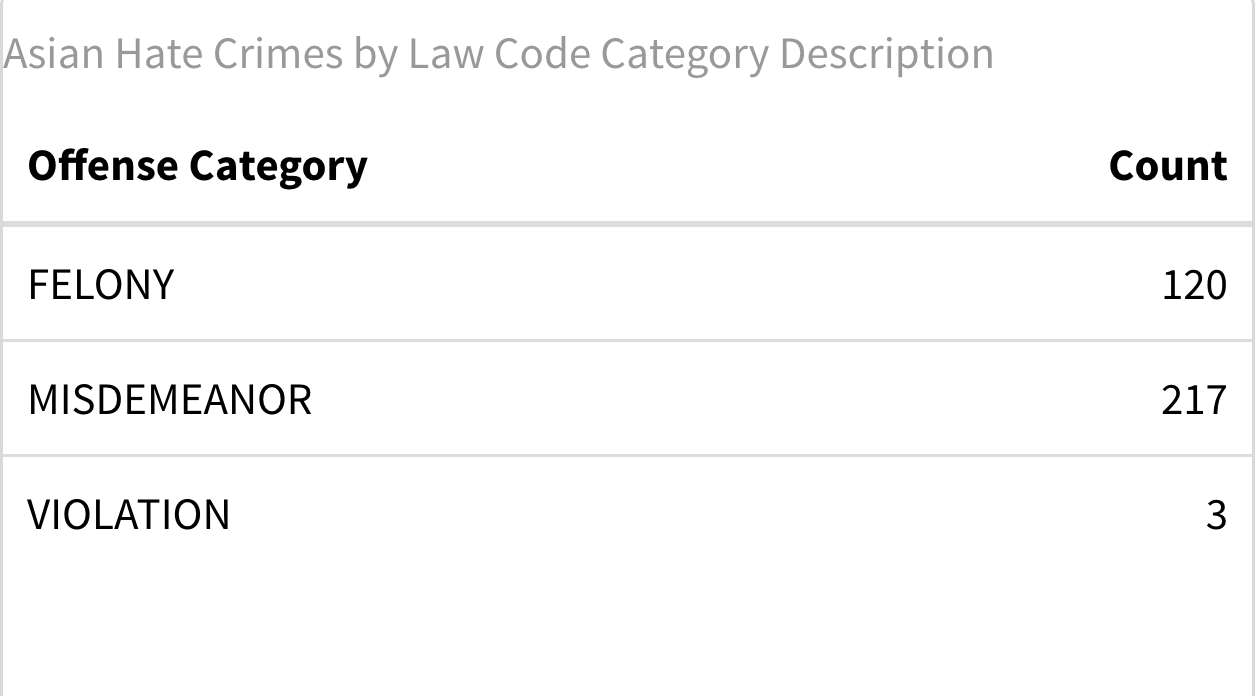 Asian Hate Crimes by Law Code Category Description
Offense Category Count
FELONY 120
MISDEMEANOR 217
VIOLATION 3